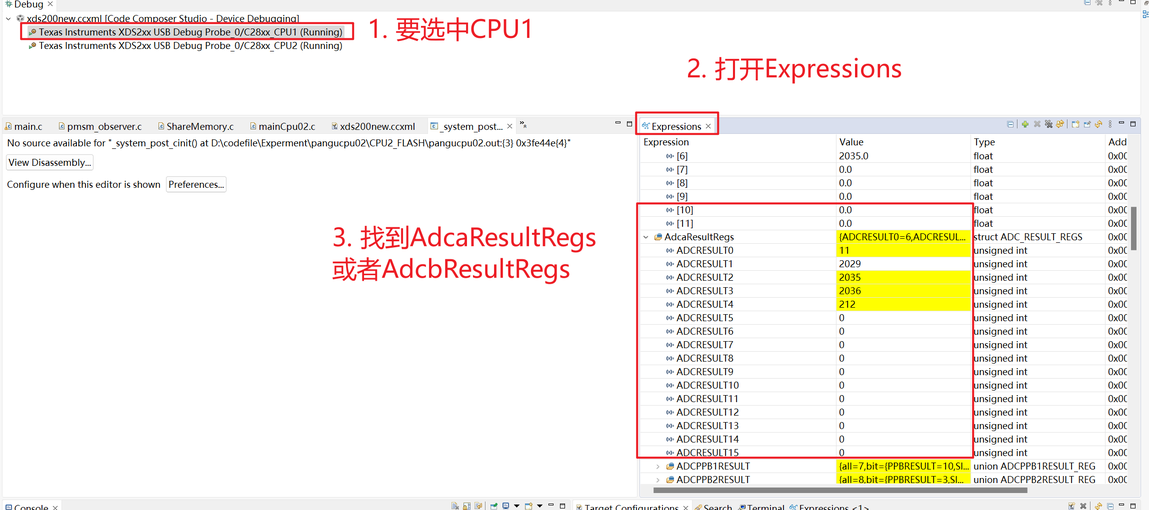 Debug
xds200new.ccxml [Code Composer Studio - Device Debugging]
Texas Instruments XDS2xx USB Debug Probe_0/C28xx_CPU1 (Running)
Texas Instruments XDS2xx USB Debug Probe_0/C28xx_CPU2 (Running)
1. 要选中CPU1
2. 打开Expressions
main.c pmsm_observer.c ShareMemory.c mainCpu02.c xds200new.ccxml _system_post...
No source available for "_system_post_cinit() at D:\codefile\Experment\pangucpu02\CPU2_FLASH\pangucpu02.out:{3} 0x3fe44e{4}"
View Disassembly...
Configure when this editor is shown Preferences...
3. 找到AdcaResultRegs
或者AdcbResultRegs
Expressions
Expression Value Type Add
[6] 2035.0 float 0x00
[7] 0.0 float 0x00
[8] 0.0 float 0x00
[9] 0.0 float 0x00
[10] 0.0 float 0x00
[11] 0.0 float 0x00
AdcaResultRegs {ADCRESULT0=6,ADCRESUL... struct ADC_RESULT_REGS 0x00
ADCRESULT0 11 unsigned int 0x00
ADCRESULT1 2029 unsigned int 0x00
ADCRESULT2 2035 unsigned int 0x00
ADCRESULT3 2036 unsigned int 0x00
ADCRESULT4 212 unsigned int 0x00
ADCRESULT5 0 unsigned int 0x00
ADCRESULT6 0 unsigned int 0x00
ADCRESULT7 0 unsigned int 0x00
ADCRESULT8 0 unsigned int 0x00
ADCRESULT9 0 unsigned int 0x00
ADCRESULT10 0 unsigned int 0x00
ADCRESULT11 0 unsigned int 0x00
ADCRESULT12 0 unsigned int 0x00
ADCRESULT13 0 unsigned int 0x00
ADCRESULT14 0 unsigned int 0x00
ADCRESULT15 0 unsigned int 0x00
ADCPPB1RESULT {all=7,bit={PPBRESULT=10,SI... union ADCPPB1RESULT_REG 0x00
ADCPPB2RESULT {all=8,bit={PPBRESULT=3,SI... union ADCPPB2RESULT_REG 0x00
Console
Target Configurations Search Terminal Expressions <1>